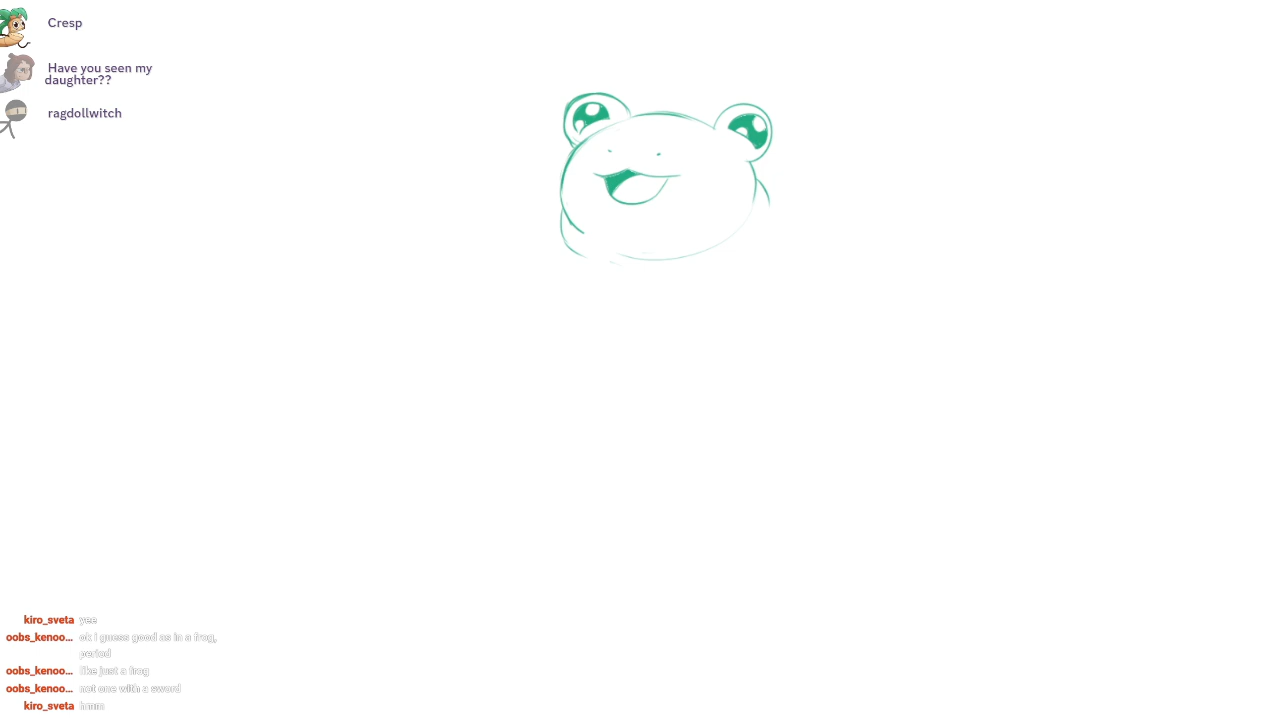 Cresp
Have you seen my
daughter??
ragdollwitch
kiro_sveta yee
oobs_kenoo... ok i guess good as in a frog,
period
oobs_kenoo... like just a frog
oobs_kenoo... not one with a sword
kiro_sveta hmm